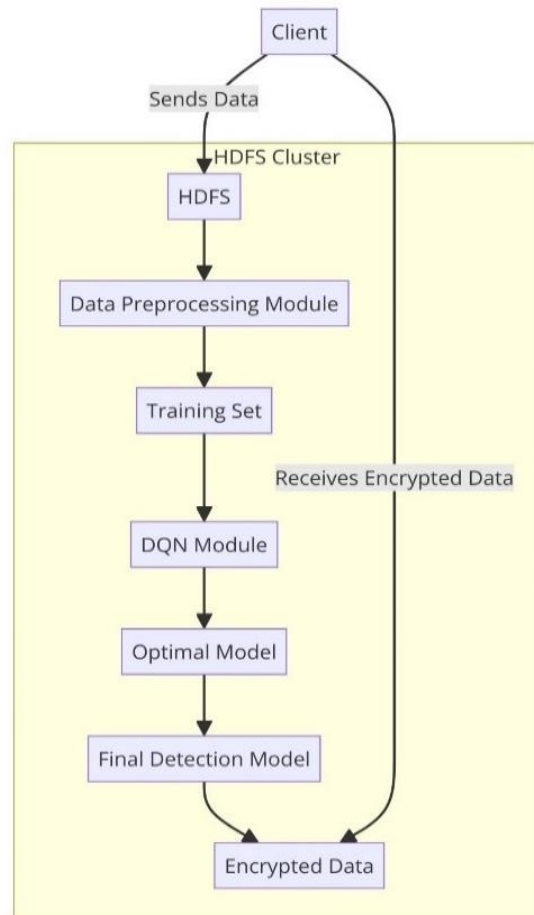 Client
Sends Data
HDFS Cluster
HDFS
Data Preprocessing Module
Training Set
Receives Encrypted Data
DQN Module
Optimal Model
Final Detection Model
Encrypted Data